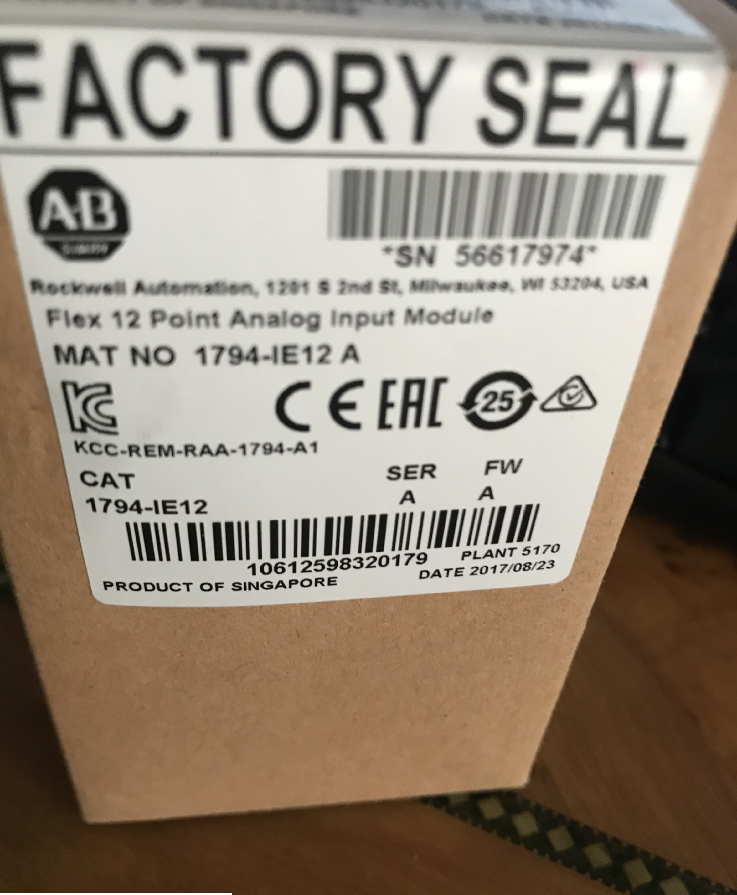 FACTORY SEAL
A-B
*SN 56617974*
Rockwell Automation, 1201 S 2nd St, Milwaukee, WI 53204, USA
Flex 12 Point Analog Input Module
MAT NO 1794-IE12 A
KC CE EAC 25
KCC-REM-RAA-1794-A1
CAT SER FW
1794-IE12 A A
10612598320179 PLANT 5170
PRODUCT OF SINGAPORE DATE 2017/08/23